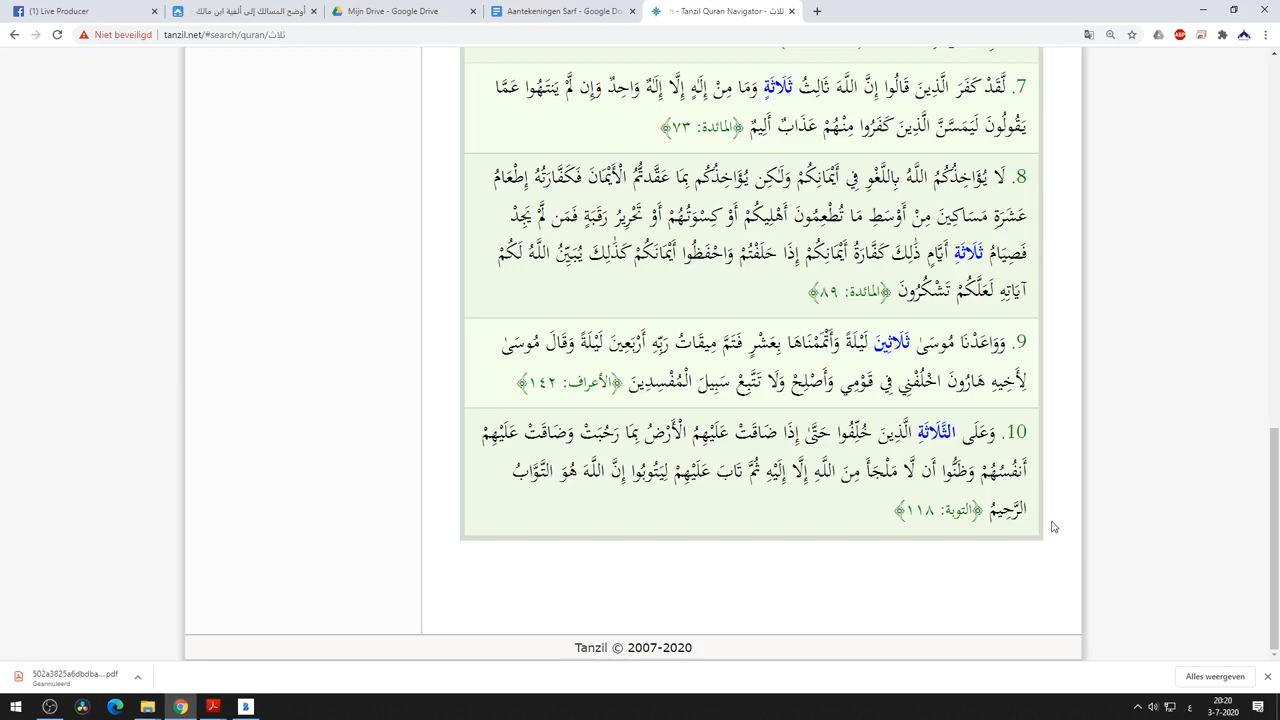 Live Producer
أوضح المسالك إلى ألفية ابن مالك
Mijn Drive - Google Drive
Aantekeningen Sarf - Google Do
ثلاث - Tanzil Quran Navigator
Niet beveiligd
tanzil.net/#search/quran/ثلاث
7. لَّقَدْ كَفَرَ الَّذِينَ قَالُوا إِنَّ اللَّهَ ثَالِثُ ثَلَاثَةٍ وَمَا مِنْ إِلَٰهٍ إِلَّا إِلَٰهٌ وَاحِدٌ وَإِن لَّمْ يَنتَهُوا عَمَّا
يَقُولُونَ لَيَمَسَّنَّ الَّذِينَ كَفَرُوا مِنْهُمْ عَذَابٌ أَلِيمٌ ﴿المائدة: ٧٣﴾
8. لَا يُؤَاخِذُكُمُ اللَّهُ بِاللَّغْوِ فِي أَيْمَانِكُمْ وَلَٰكِن يُؤَاخِذُكُم بِمَا عَقَّدتُّمُ الْأَيْمَانَ فَكَفَّارَتُهُ إِطْعَامُ
عَشَرَةِ مَسَاكِينَ مِنْ أَوْسَطِ مَا تُطْعِمُونَ أَهْلِيكُمْ أَوْ كِسْوَتُهُمْ أَوْ تَحْرِيرُ رَقَبَةٍ فَمَن لَّمْ يَجِدْ
فَصِيَامُ ثَلَاثَةِ أَيَّامٍ ذَٰلِكَ كَفَّارَةُ أَيْمَانِكُمْ إِذَا حَلَفْتُمْ وَاحْفَظُوا أَيْمَانَكُمْ كَذَٰلِكَ يُبَيِّنُ اللَّهُ لَكُمْ
آيَاتِهِ لَعَلَّكُمْ تَشْكُرُونَ ﴿المائدة: ٨٩﴾
9. وَوَاعَدْنَا مُوسَىٰ ثَلَاثِينَ لَيْلَةً وَأَتْمَمْنَاهَا بِعَشْرٍ فَتَمَّ مِيقَاتُ رَبِّهِ أَرْبَعِينَ لَيْلَةً وَقَالَ مُوسَىٰ
لِأَخِيهِ هَارُونَ اخْلُفْنِي فِي قَوْمِي وَأَصْلِحْ وَلَا تَتَّبِعْ سَبِيلَ الْمُفْسِدِينَ ﴿الأعراف: ١٤٢﴾
10. وَعَلَى الثَّلَاثَةِ الَّذِينَ خُلِّفُوا حَتَّىٰ إِذَا ضَاقَتْ عَلَيْهِمُ الْأَرْضُ بِمَا رَحُبَتْ وَضَاقَتْ عَلَيْهِمْ
أَنفُسُهُمْ وَظَنُّوا أَن لَّا مَلْجَأَ مِنَ اللَّهِ إِلَّا إِلَيْهِ ثُمَّ تَابَ عَلَيْهِمْ لِيَتُوبُوا إِنَّ اللَّهَ هُوَ التَّوَّابُ
الرَّحِيمُ ﴿التوبة: ١١٨﴾
Tanzil © 2007-2020
502a3825a6dbdba....pdf
Geannuleerd
Alles weergeven
20:20
3-7-2020